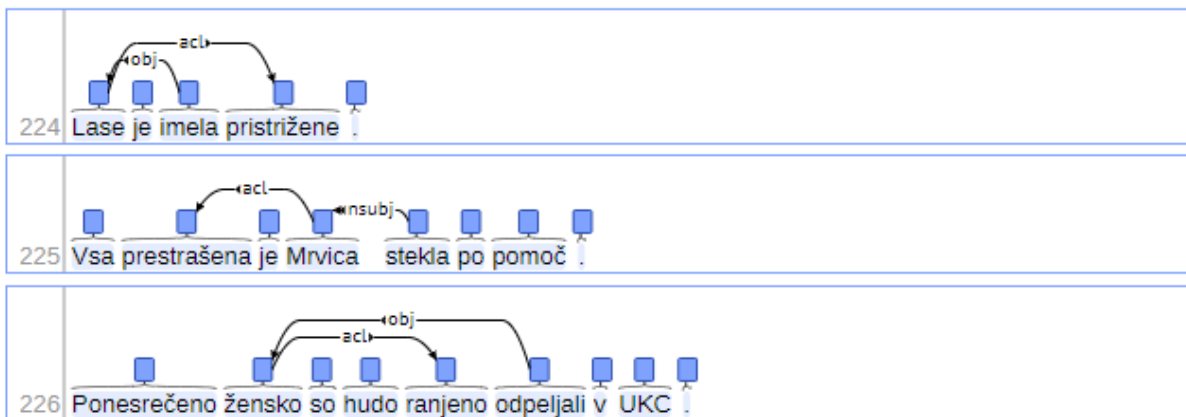 acl
obj
224 Lase je imela pristrižene .
acl
nsubj
225 Vsa prestrašena je Mrvica stekla po pomoč .
obj
acl
226 Ponesrečeno žensko so hudo ranjeno odpeljali v UKC .